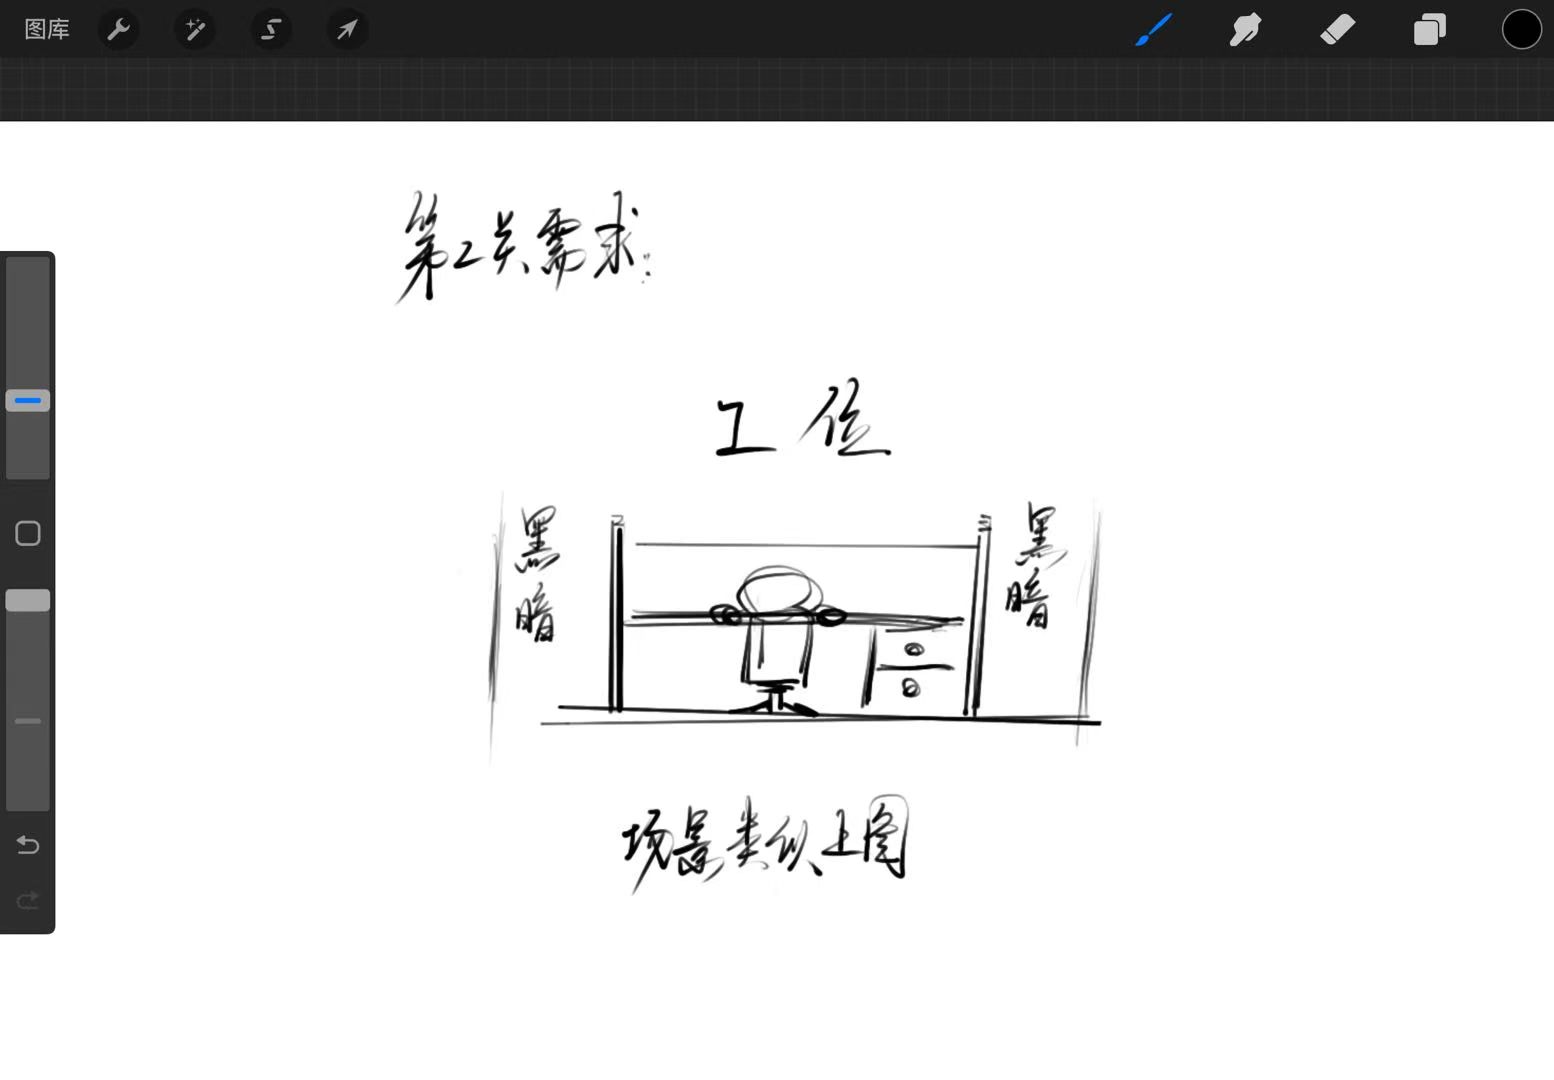 图库
第2关需求:
工位
黑暗
黑暗
场景类似上图